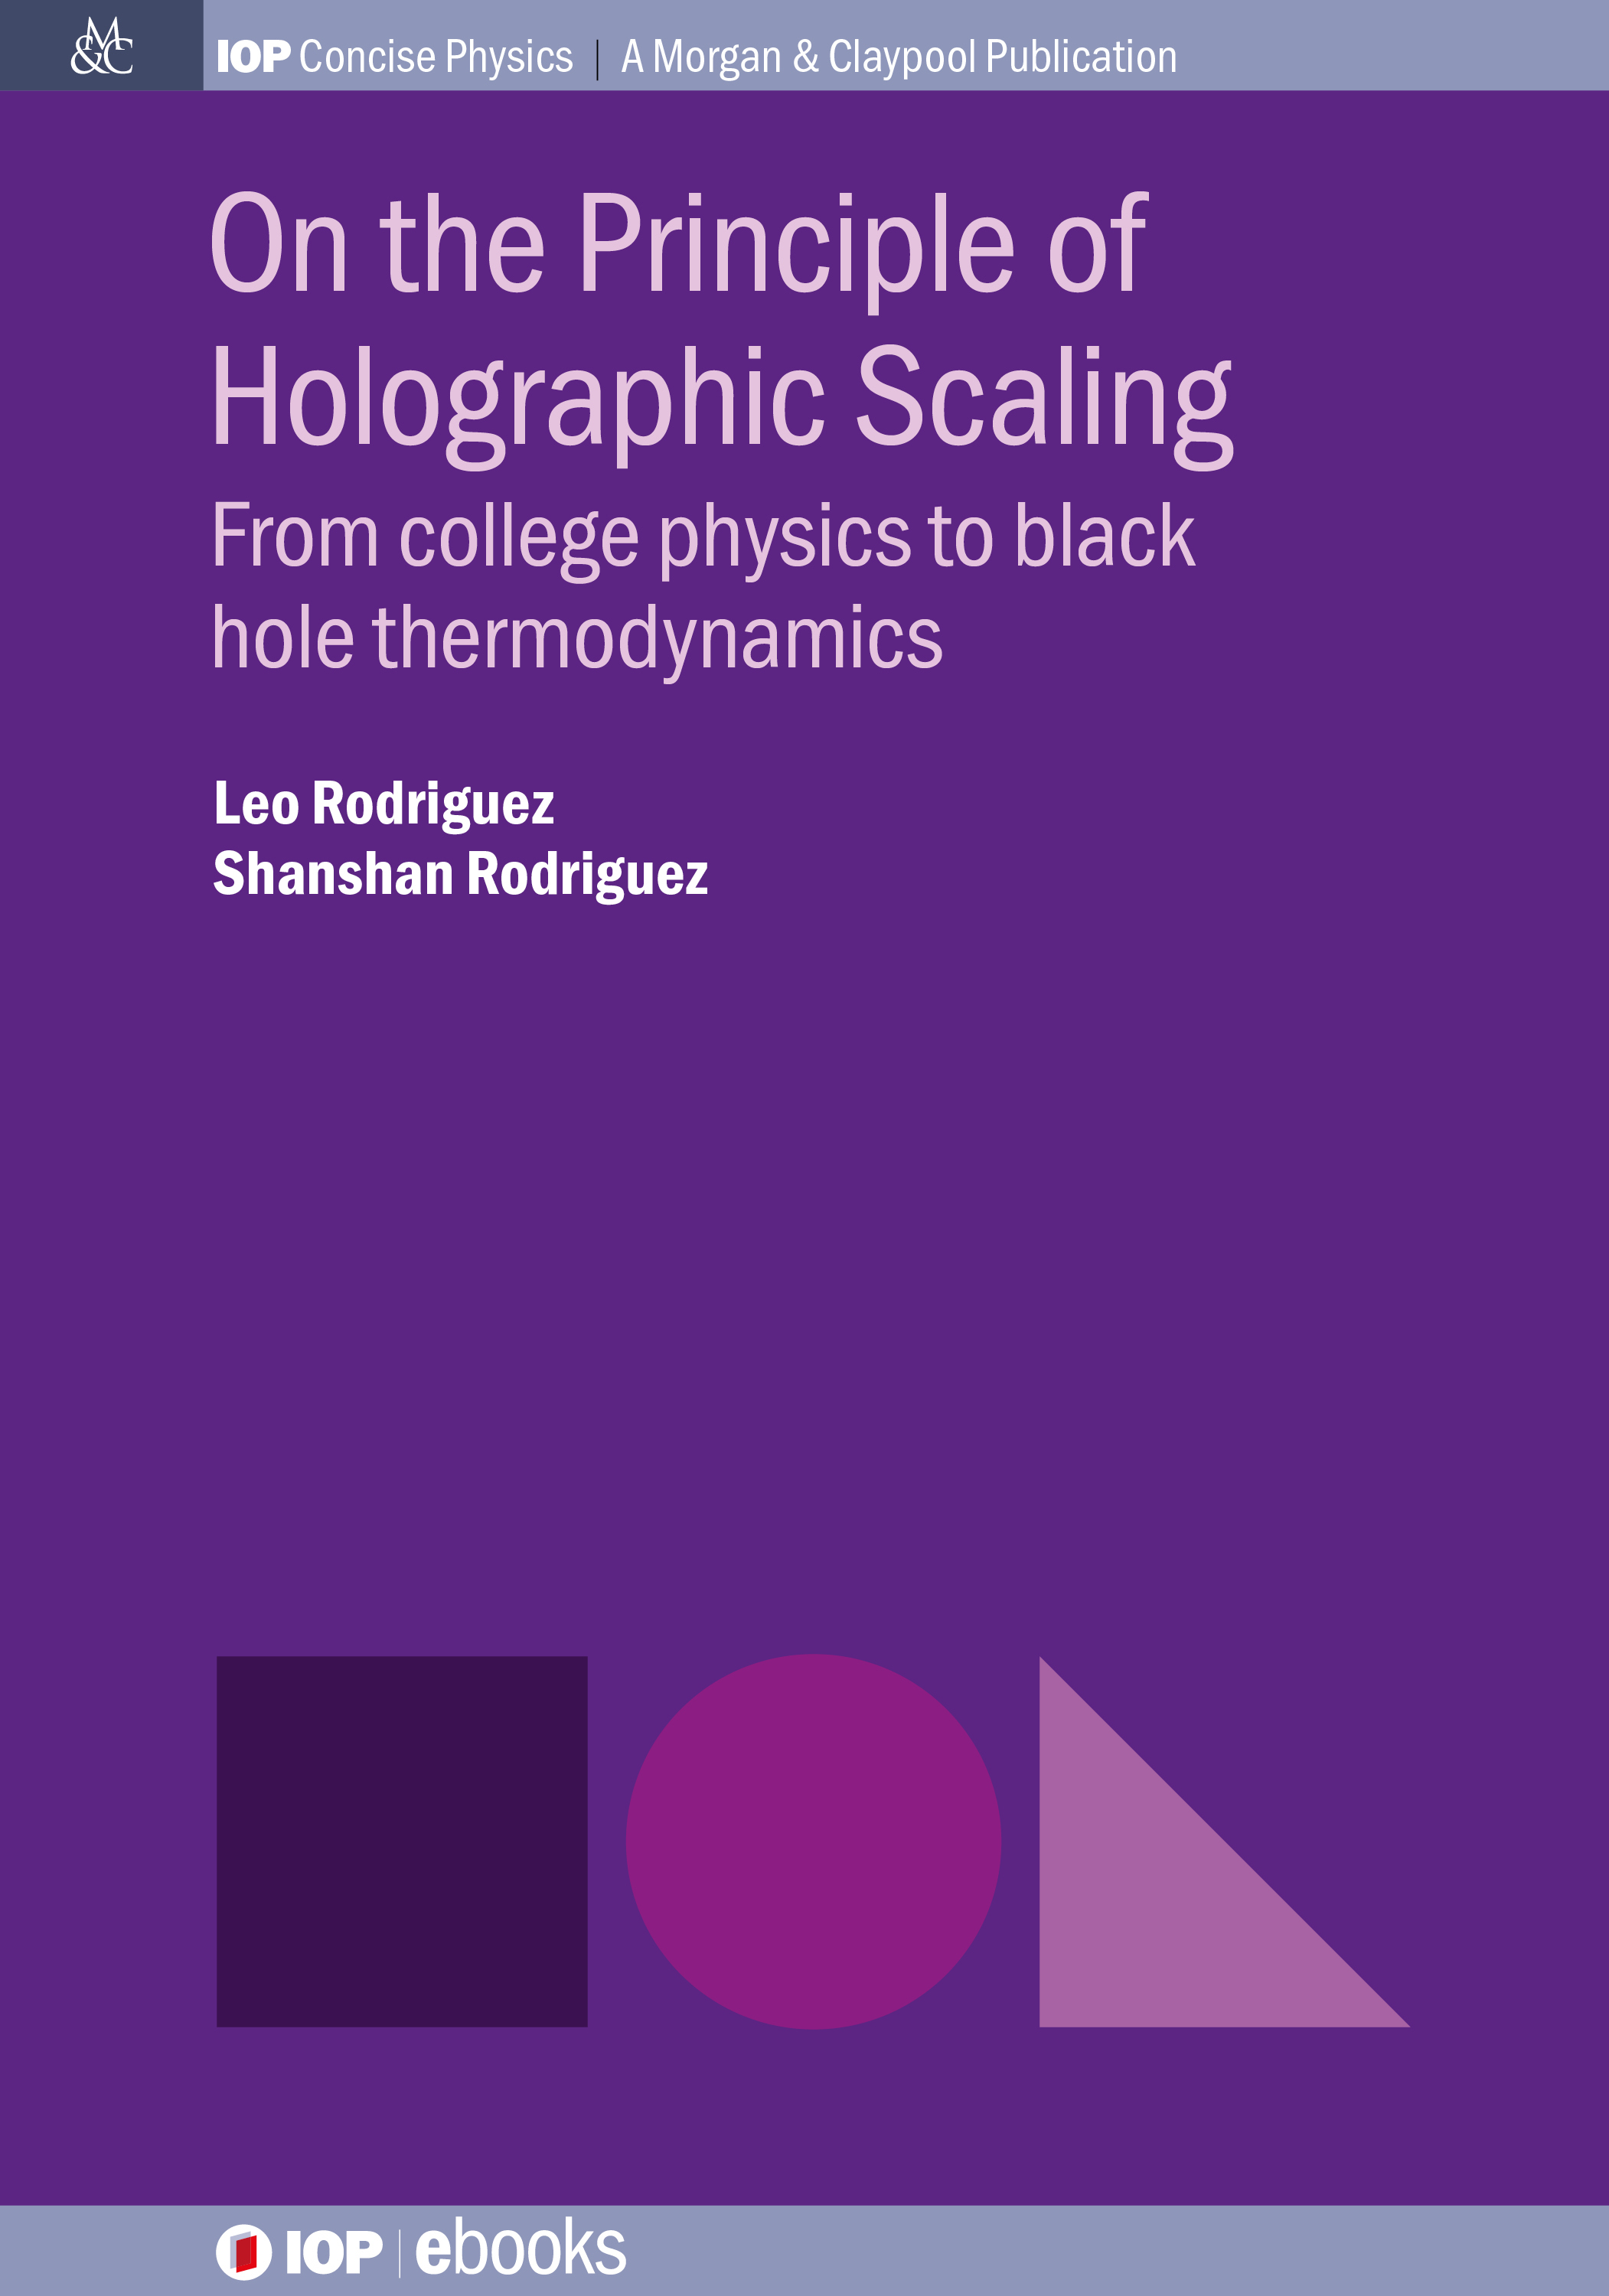 M&C
IOP Concise Physics | A Morgan & Claypool Publication
On the Principle of
Holographic Scaling
From college physics to black
hole thermodynamics
Leo Rodriguez
Shanshan Rodriguez
IOP | ebooks